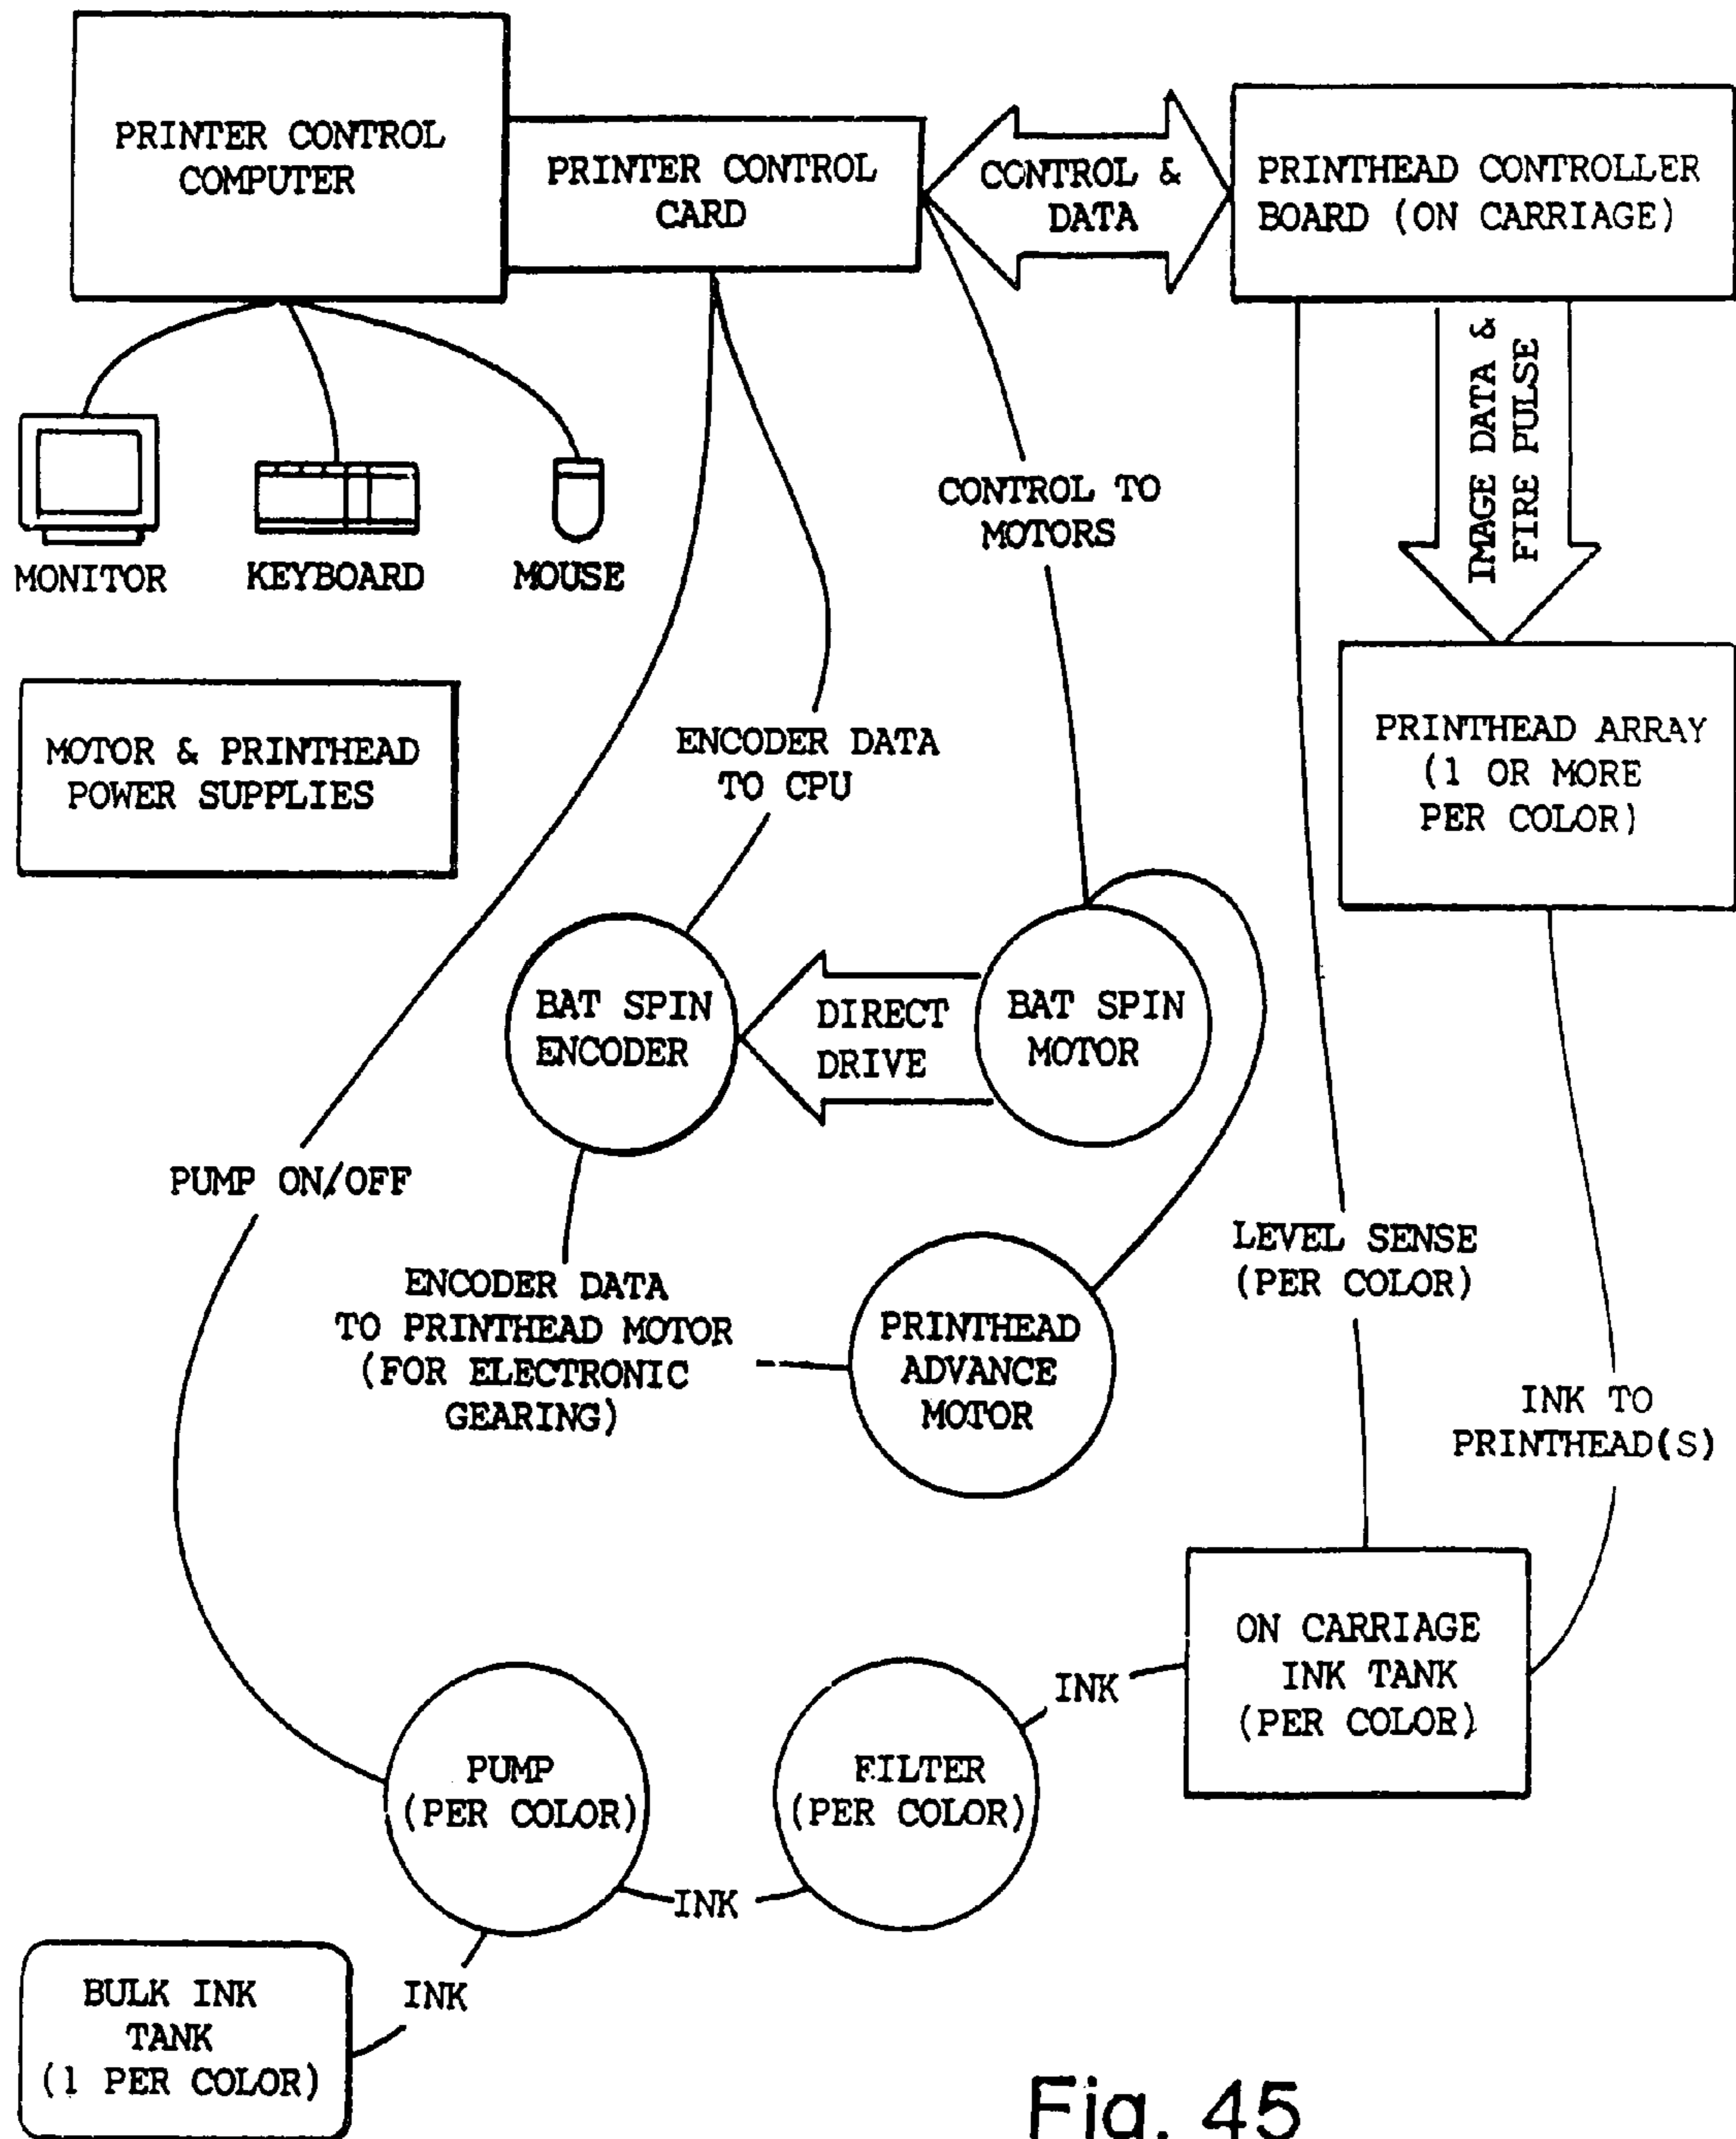 PRINTER CONTROL
COMPUTER
PRINTER CONTROL
CARD
CONTROL &
DATA
PRINTHEAD CONTROLLER
BOARD (ON CARRIAGE)
IMAGE DATA &
FIRE PULSE
MONITOR
KEYBOARD
MOUSE
CONTROL TO
MOTORS
MOTOR & PRINTHEAD
POWER SUPPLIES
ENCODER DATA
TO CPU
PRINTHEAD ARRAY
(1 OR MORE
PER COLOR)
BAT SPIN
ENCODER
DIRECT
DRIVE
BAT SPIN
MOTOR
PUMP ON/OFF
ENCODER DATA
TO PRINTHEAD MOTOR
(FOR ELECTRONIC
GEARING)
PRINTHEAD
ADVANCE
MOTOR
LEVEL SENSE
(PER COLOR)
INK TO
PRINTHEAD(S)
ON CARRIAGE
INK TANK
(PER COLOR)
INK
PUMP
(PER COLOR)
FILTER
(PER COLOR)
INK
INK
BULK INK
TANK
(1 PER COLOR)
Fig. 45